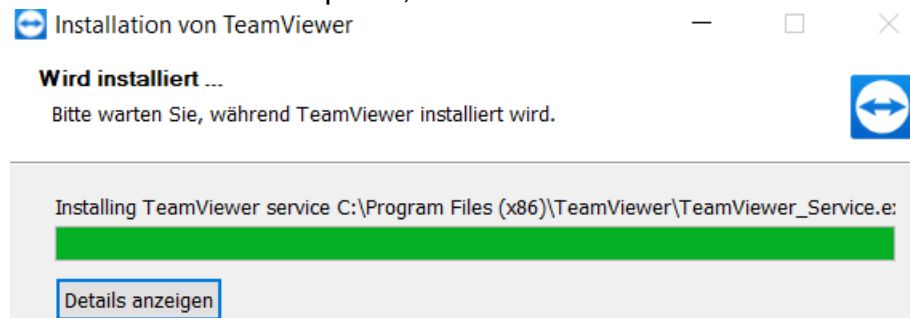 Installation von TeamViewer
Wird installiert ...
Bitte warten Sie, während TeamViewer installiert wird.
Installing TeamViewer service C:\Program Files (x86)\TeamViewer\TeamViewer_Service.e
Details anzeigen